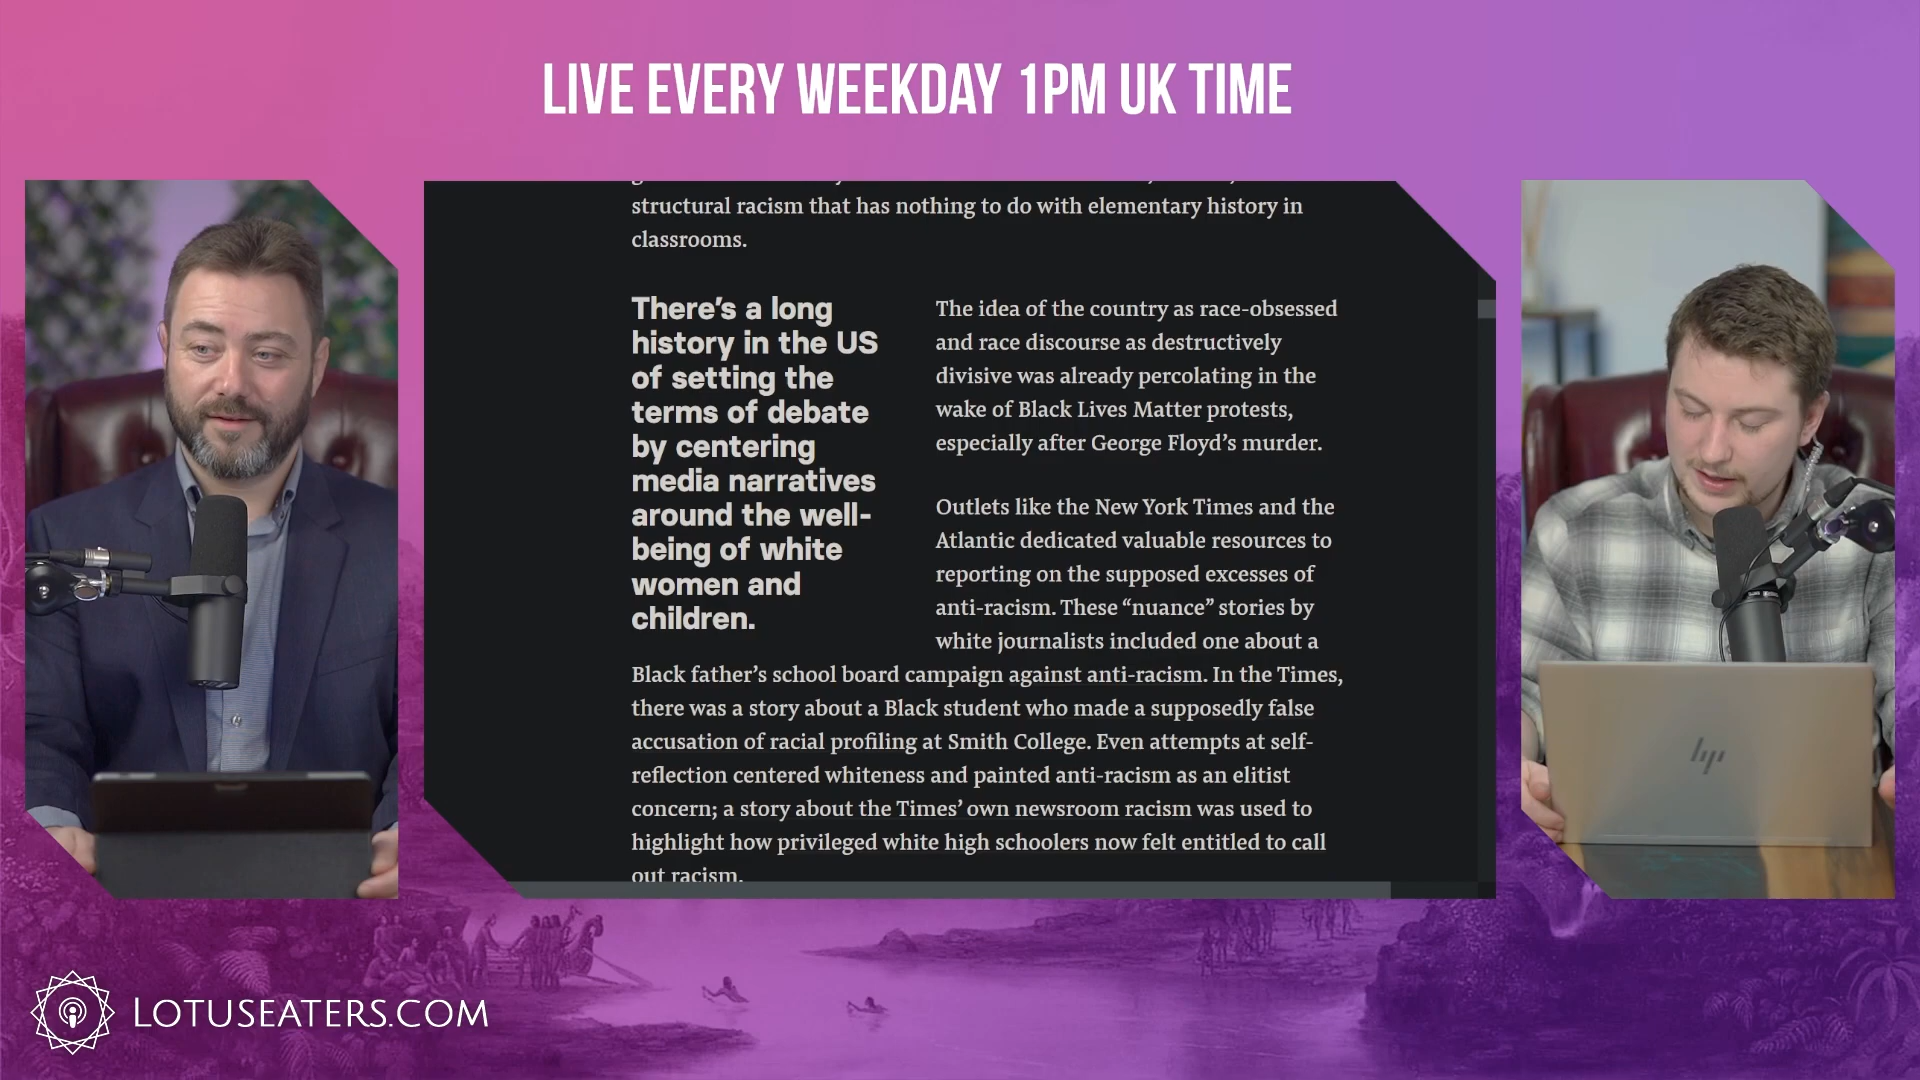 LIVE EVERY WEEKDAY 1PM UK TIME
structural racism that has nothing to do with elementary history in
classrooms.
There’s a long
history in the US
of setting the
terms of debate
by centering
media narratives
around the well-
being of white
women and
children.
The idea of the country as race-obsessed
and race discourse as destructively
divisive was already percolating in the
wake of Black Lives Matter protests,
especially after George Floyd’s murder.
Outlets like the New York Times and the
Atlantic dedicated valuable resources to
reporting on the supposed excesses of
anti-racism. These “nuance” stories by
white journalists included one about a
Black father’s school board campaign against anti-racism. In the Times,
there was a story about a Black student who made a supposedly false
accusation of racial profiling at Smith College. Even attempts at self-
reflection centered whiteness and painted anti-racism as an elitist
concern; a story about the Times’ own newsroom racism was used to
highlight how privileged white high schoolers now felt entitled to call
out racism.
hp
LOTUSEATERS.COM